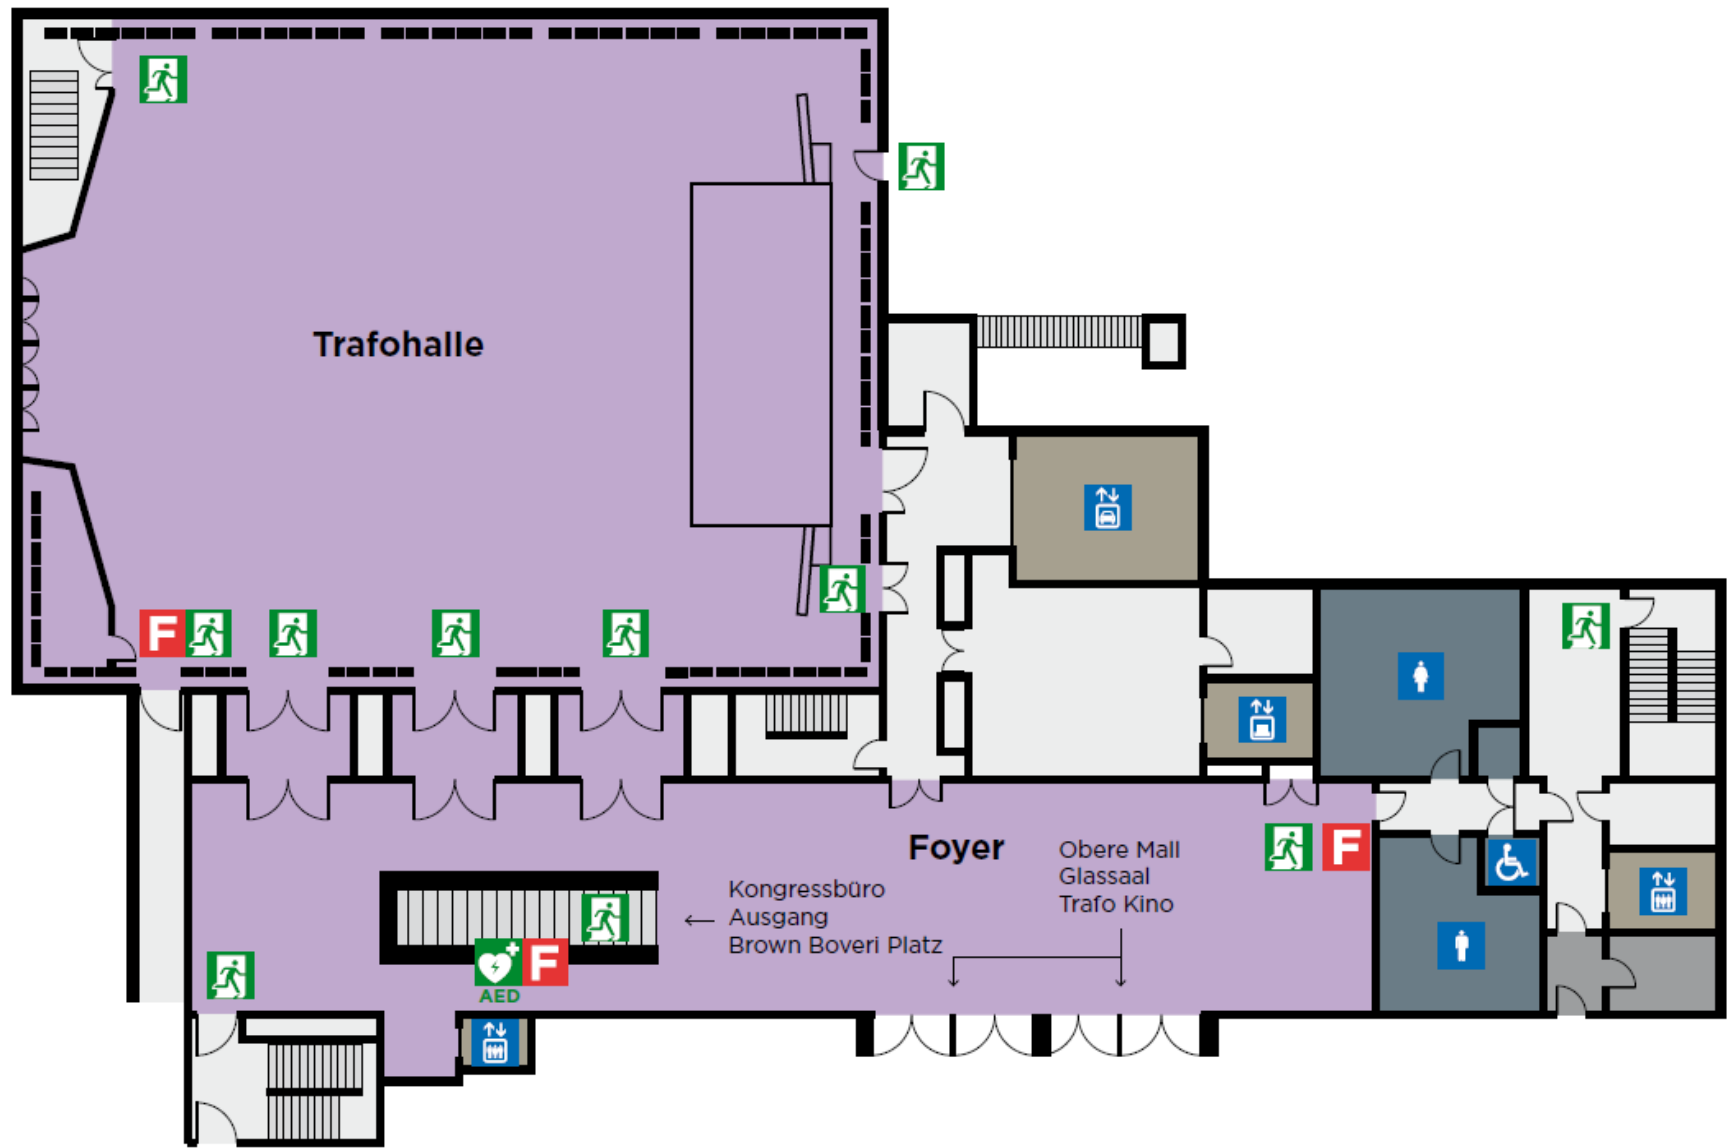 Trafohalle
F
Foyer
Obere Mall
Glassaal
Trafo Kino
F
Kongressbüro
Ausgang
Brown Boveri Platz
F
AED